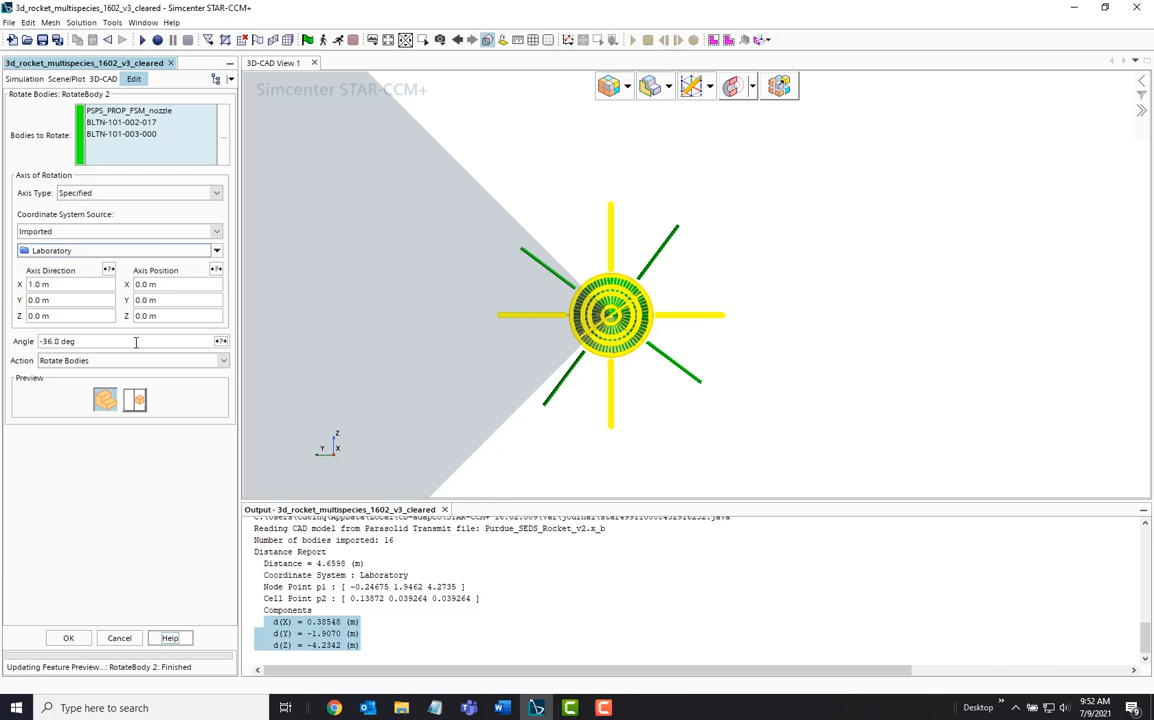 3d_rocket_multispecies_1602_v3_cleared - Simcenter STAR-CCM+
File Edit Mesh Solution Tools Window Help
3d_rocket_multispecies_1602_v3_cleared
3D-CAD View 1
Simulation Scene/Plot 3D-CAD Edit
Rotate Bodies: RotateBody 2
Simcenter STAR-CCM+
Bodies to Rotate:
PSPS_PROP_FSM_nozzle
BLTN-101-002-017
BLTN-101-003-000
...
Axis of Rotation
Axis Type: Specified
Coordinate System Source:
Imported
Laboratory
Axis Direction Axis Position
X 1.0 m X 0.0 m
Y 0.0 m Y 0.0 m
Z 0.0 m Z 0.0 m
Angle -36.8 deg
Action Rotate Bodies
Preview
Z
Y X
Output - 3d_rocket_multispecies_1602_v3_cleared
Reading CAD model from Parasolid Transmit file: Purdue_SEDS_Rocket_v2.x_b
Number of bodies imported: 16
Distance Report
Distance = 4.6598 (m)
Coordinate System : Laboratory
Node Point p1 : [ -0.24675 1.9462 4.2735 ]
Cell Point p2 : [ 0.13872 0.039264 0.039264 ]
Components
d(X) = 0.38548 (m)
d(Y) = -1.9070 (m)
d(Z) = -4.2342 (m)
OK Cancel Help
Updating Feature Preview...: RotateBody 2: Finished
Type here to search
Desktop
9:52 AM
7/9/2021